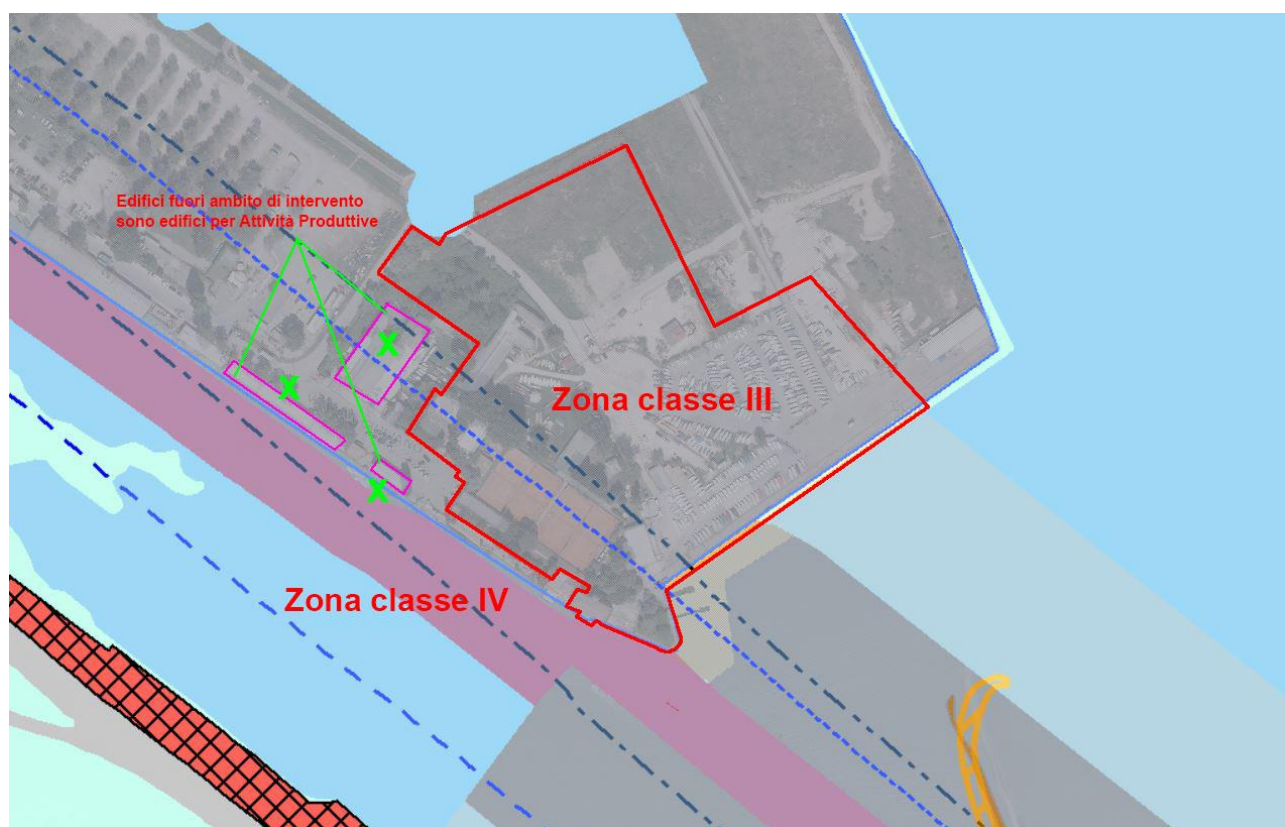 Edifici fuori ambito di intervento
sono edifici per Attività Produttive
Zona classe III
Zona classe IV